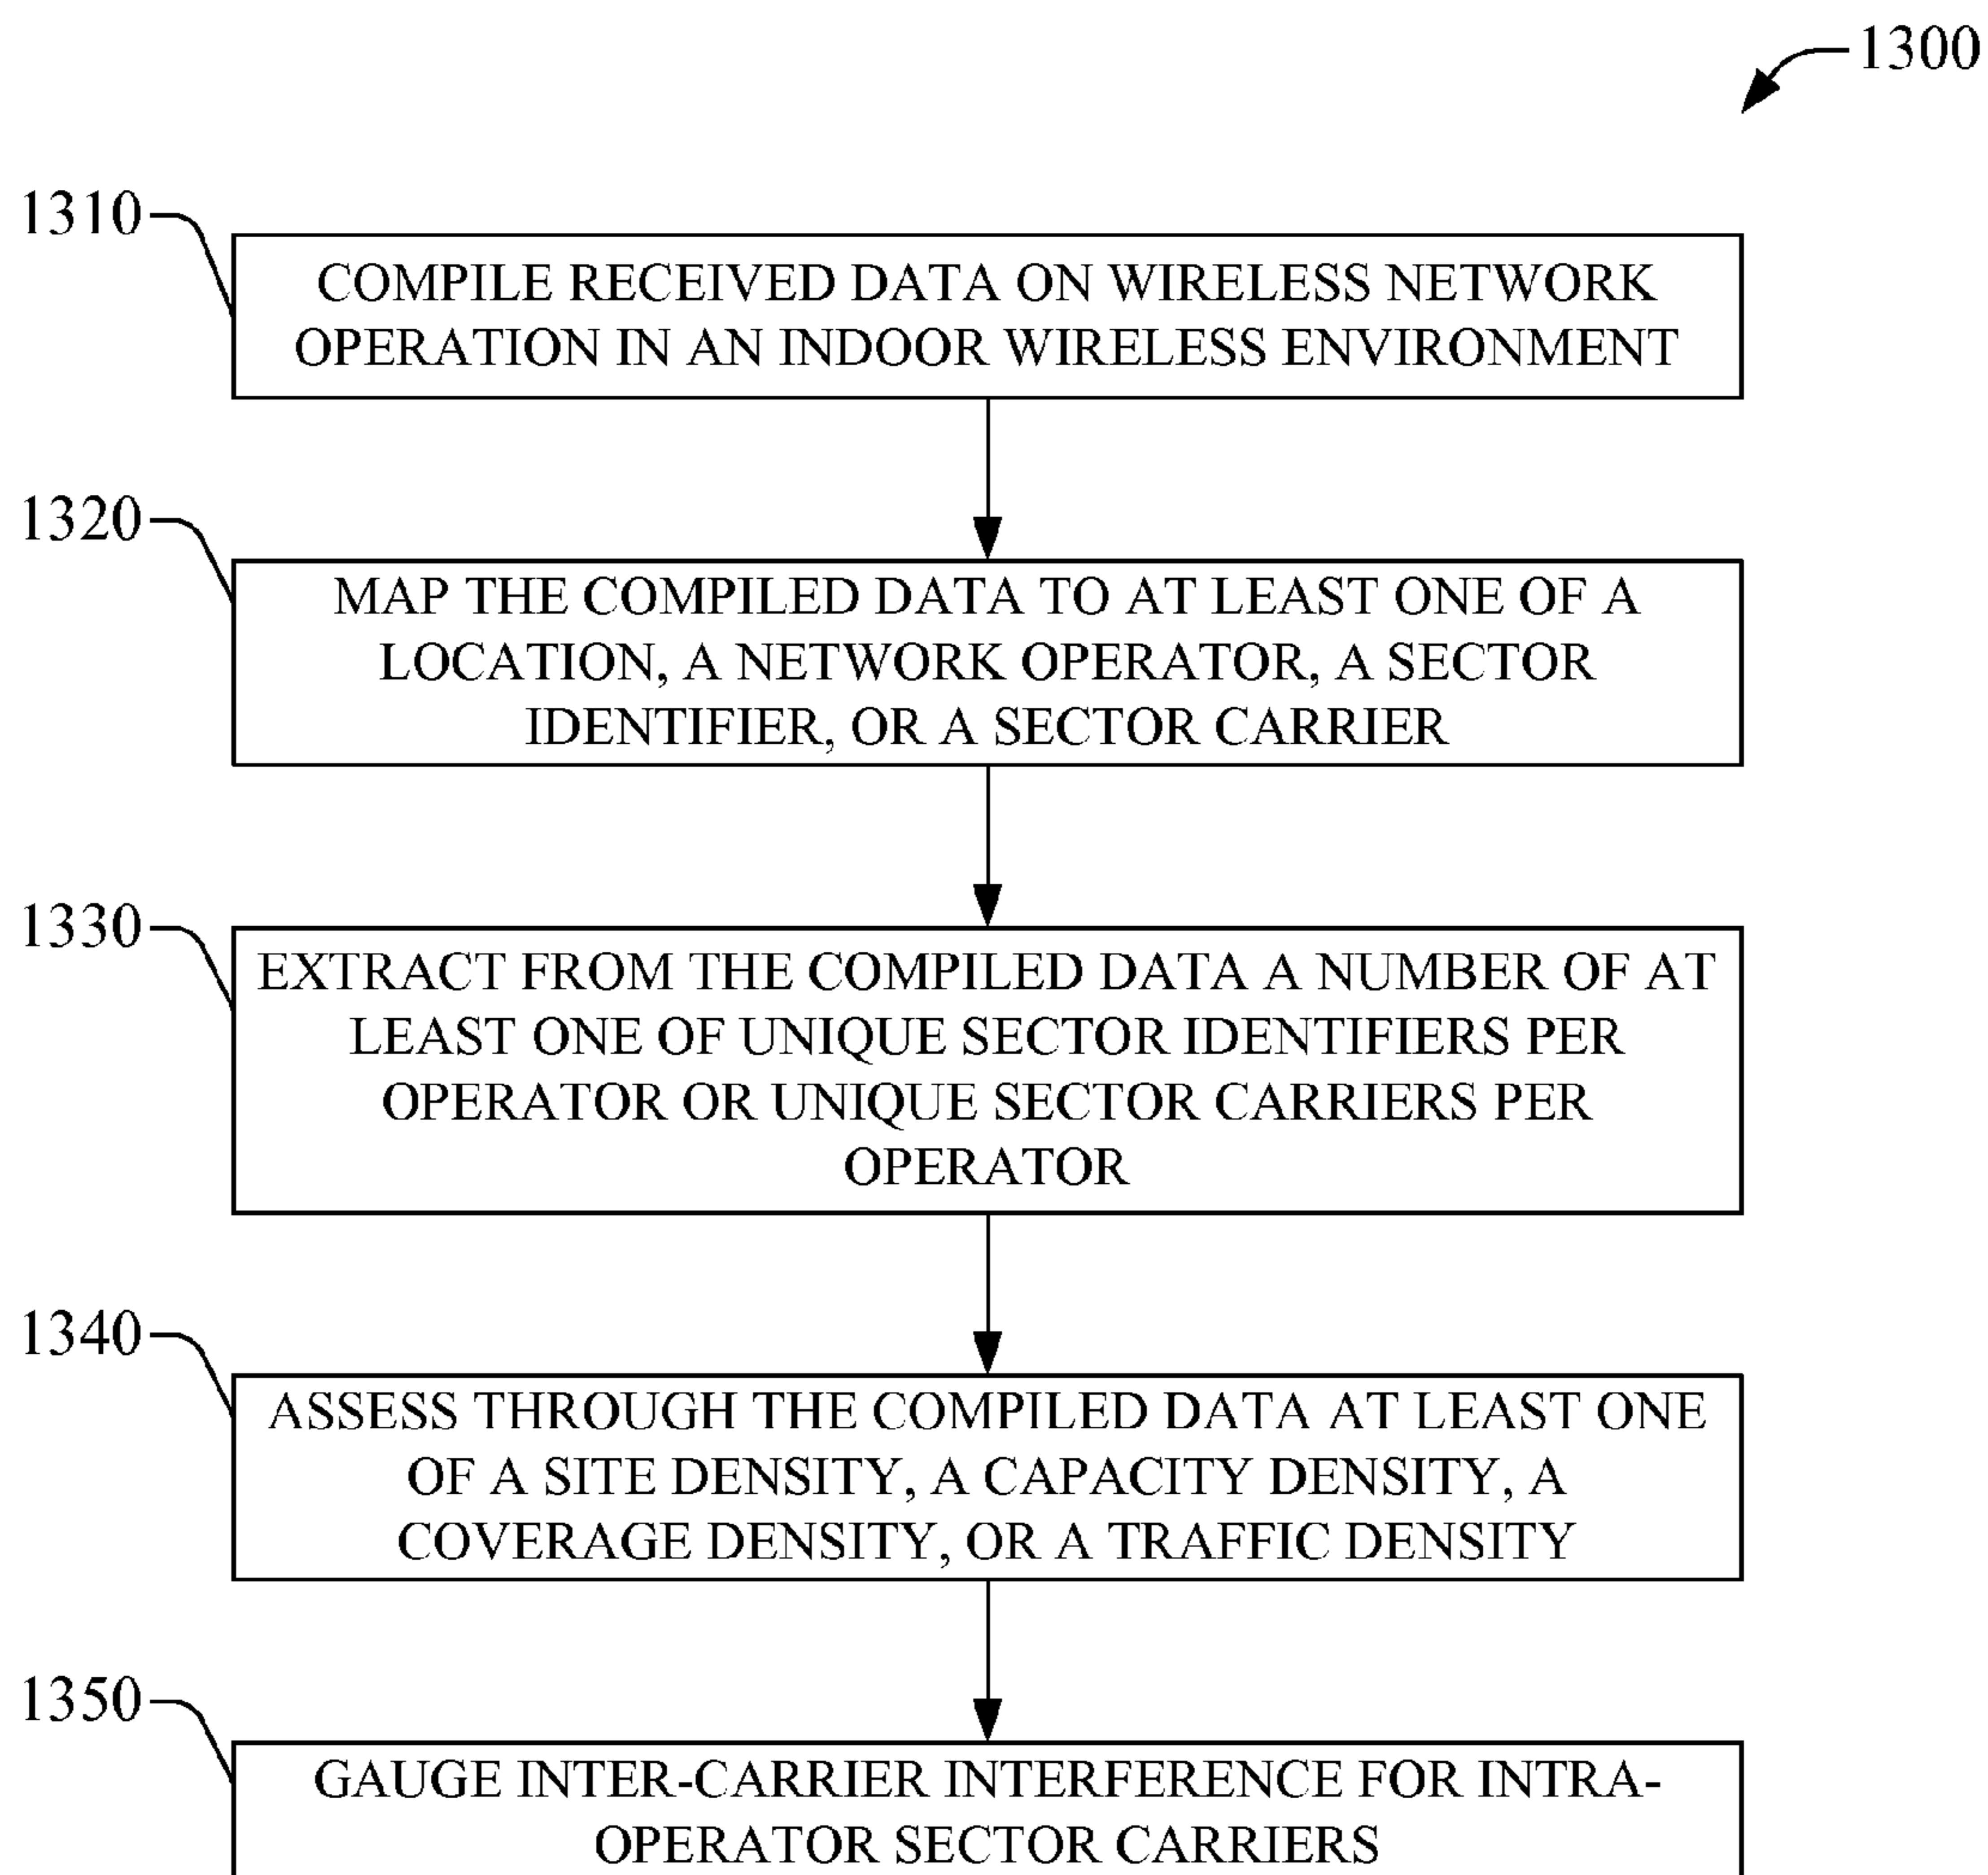 1300
1310
COMPILE RECEIVED DATA ON WIRELESS NETWORK
OPERATION IN AN INDOOR WIRELESS ENVIRONMENT
1320
MAP THE COMPILED DATA TO AT LEAST ONE OF A
LOCATION, A NETWORK OPERATOR, A SECTOR
IDENTIFIER, OR A SECTOR CARRIER
1330
EXTRACT FROM THE COMPILED DATA A NUMBER OF AT
LEAST ONE OF UNIQUE SECTOR IDENTIFIERS PER
OPERATOR OR UNIQUE SECTOR CARRIERS PER
OPERATOR
1340
ASSESS THROUGH THE COMPILED DATA AT LEAST ONE
OF A SITE DENSITY, A CAPACITY DENSITY, A
COVERAGE DENSITY, OR A TRAFFIC DENSITY
1350
GAUGE INTER-CARRIER INTERFERENCE FOR INTRA-
OPERATOR SECTOR CARRIERS